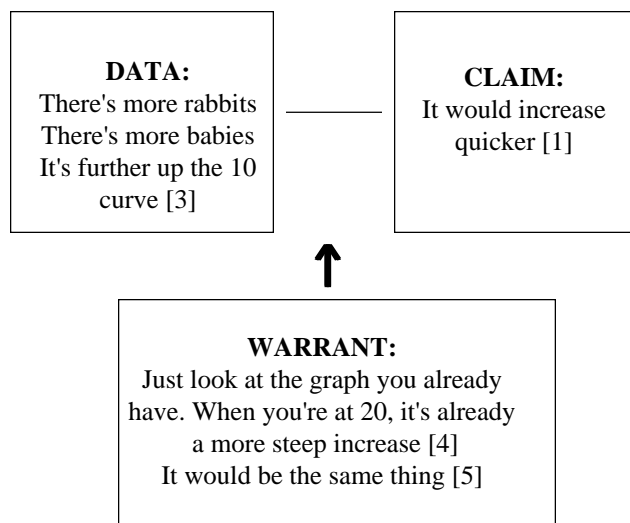 DATA:
There's more rabbits
There's more babies
It's further up the 10
curve [3]
CLAIM:
It would increase
quicker [1]
WARRANT:
Just look at the graph you already
have. When you're at 20, it's already
a more steep increase [4]
It would be the same thing [5]